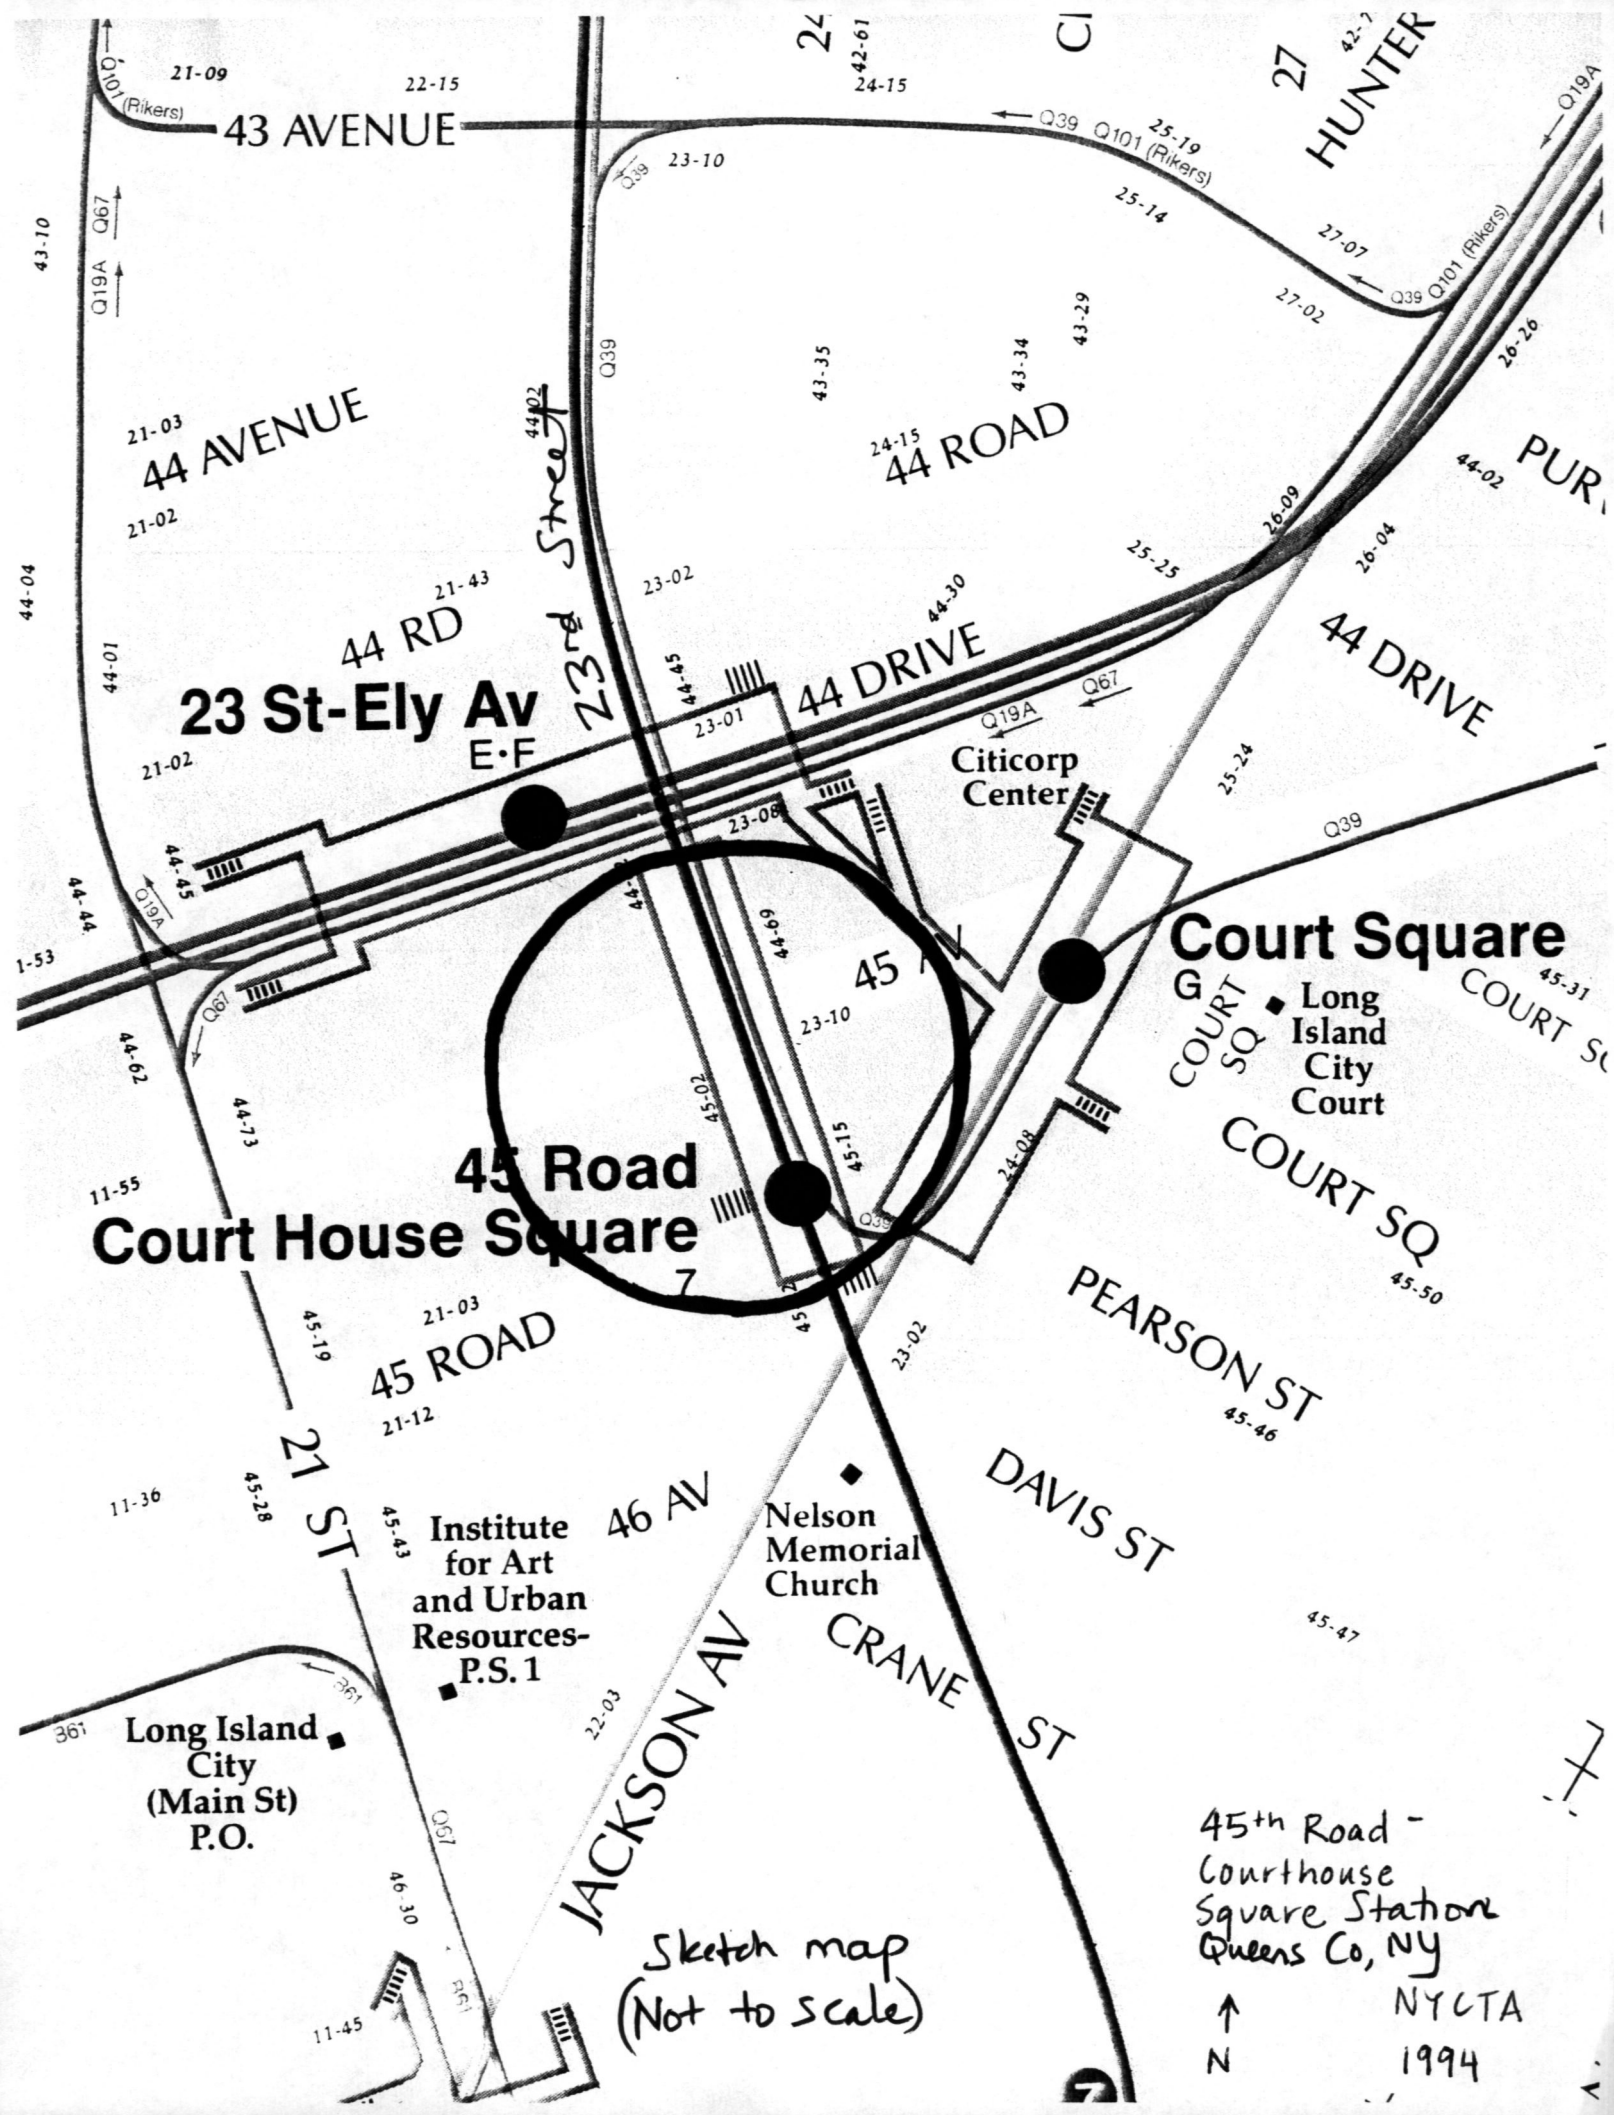 24
42-61
CI
27
42-
HUNTER
Q19A
Q101 (Rikers)
21-09
22-15
24-15
43 AVENUE
Q39 Q101 (Rikers)
25-19
23-10
Q39
25-14
27-07
Q39 Q101 (Rikers)
27-02
26-26
43-10
Q67
Q19A
Q39
43-35
43-34
43-29
44-02
21-03
44 AVENUE
21-02
24-15
44 ROAD
PUR
44-02
26-09
26-04
25-25
23rd Street
44-04
44-01
21-43
44 RD
23-02
44-30
44 DRIVE
44 DRIVE
23 St-Ely Av
E·F
44-45
23-01
Q19A
Q67
21-02
Citicorp
Center
25-24
Q39
23-08
44-45
44-44
Q19A
1-53
Q67
44-69
45 AV
23-10
Court Square
G
COURT
SQ
Long
Island
City
Court
45-31
COURT S
44-62
44-73
45-02
45-15
24-08
COURT SQ
45-50
11-55
45 Road
Court House Square
7
Q39
45-2
23-02
PEARSON ST
45-46
45-19
21-03
45 ROAD
21-12
21 ST
11-36
45-28
45-43
Institute
for Art
and Urban
Resources-
P.S. 1
46 AV
Nelson
Memorial
Church
DAVIS ST
45-47
CRANE ST
JACKSON AV
22-03
B61
B61
Long Island
City
(Main St)
P.O.
Q67
46-30
B61
11-45
Sketch map
(Not to scale)
45th Road -
Courthouse
Square Station
Queens Co, NY
N
NYCTA
1994
7